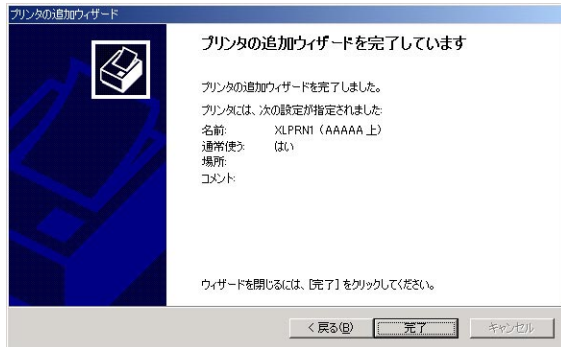 プリンタの追加ウィザード
プリンタの追加ウィザードを完了しています
プリンタの追加ウィザードを完了しました。
プリンタには、次の設定が指定されました:
名前: XLPRN1 (AAAAA 上)
通常使う: はい
場所:
コメント:
ウィザードを閉じるには、[完了] をクリックしてください。
< 戻る(B) 完了 キャンセル